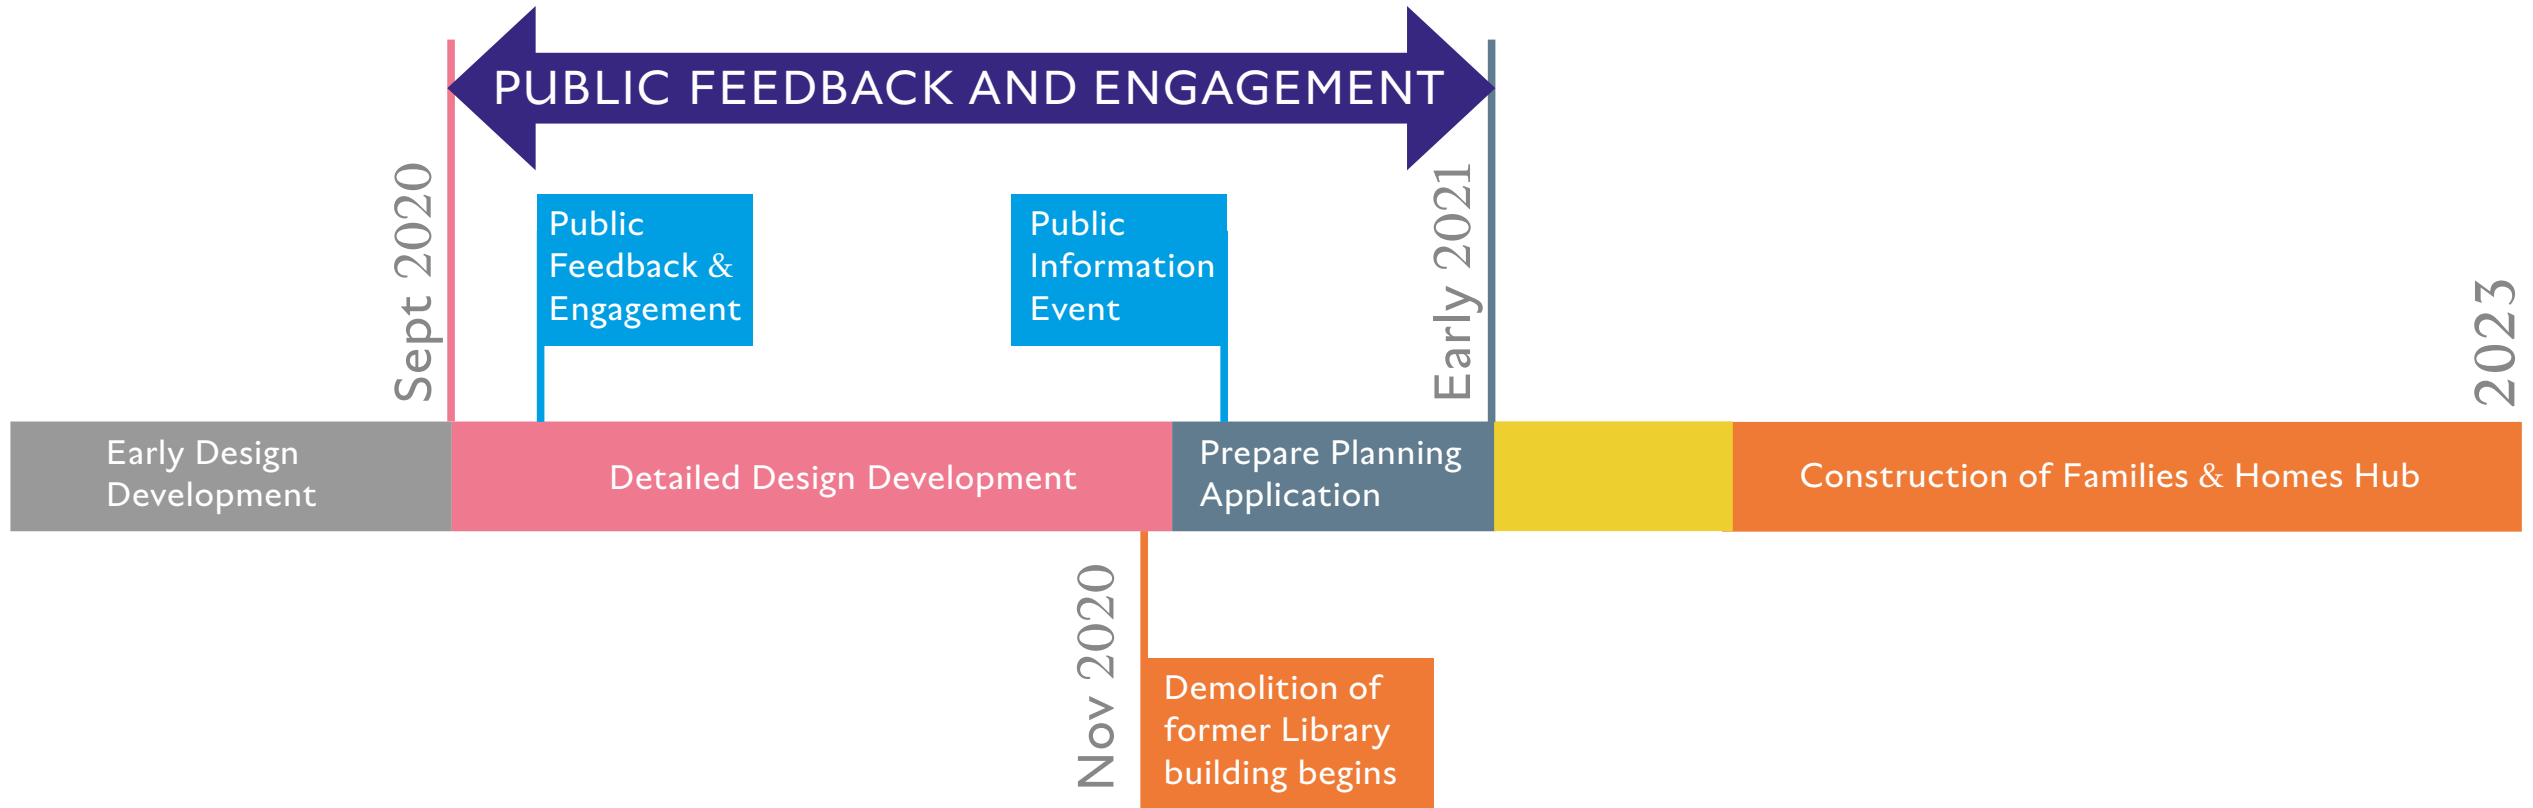 PUBLIC FEEDBACK AND ENGAGEMENT
Sept 2020
Public
Feedback &
Engagement
Public
Information
Event
Early 2021
2023
Early Design
Development
Detailed Design Development
Prepare Planning
Application
Construction of Families & Homes Hub
Nov 2020
Demolition of
former Library
building begins